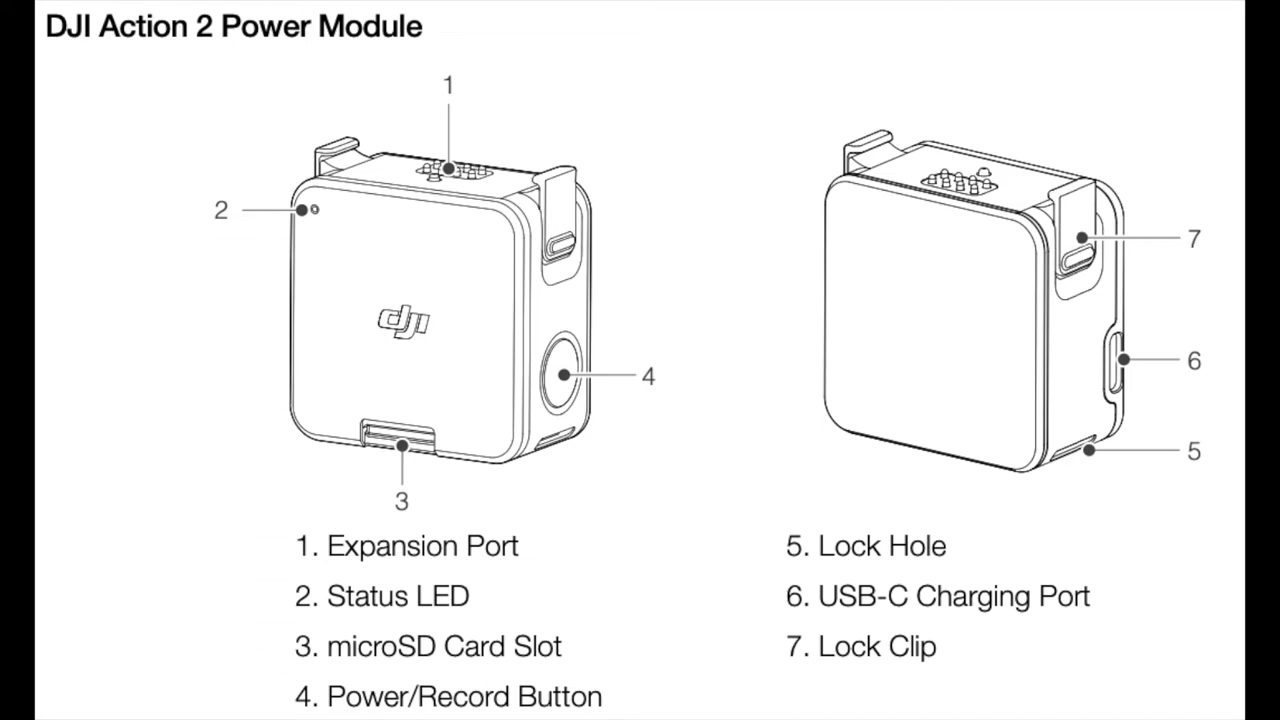 DJI Action 2 Power Module
1
2
dji
4
3
7
6
5
1. Expansion Port
2. Status LED
3. microSD Card Slot
4. Power/Record Button
5. Lock Hole
6. USB-C Charging Port
7. Lock Clip